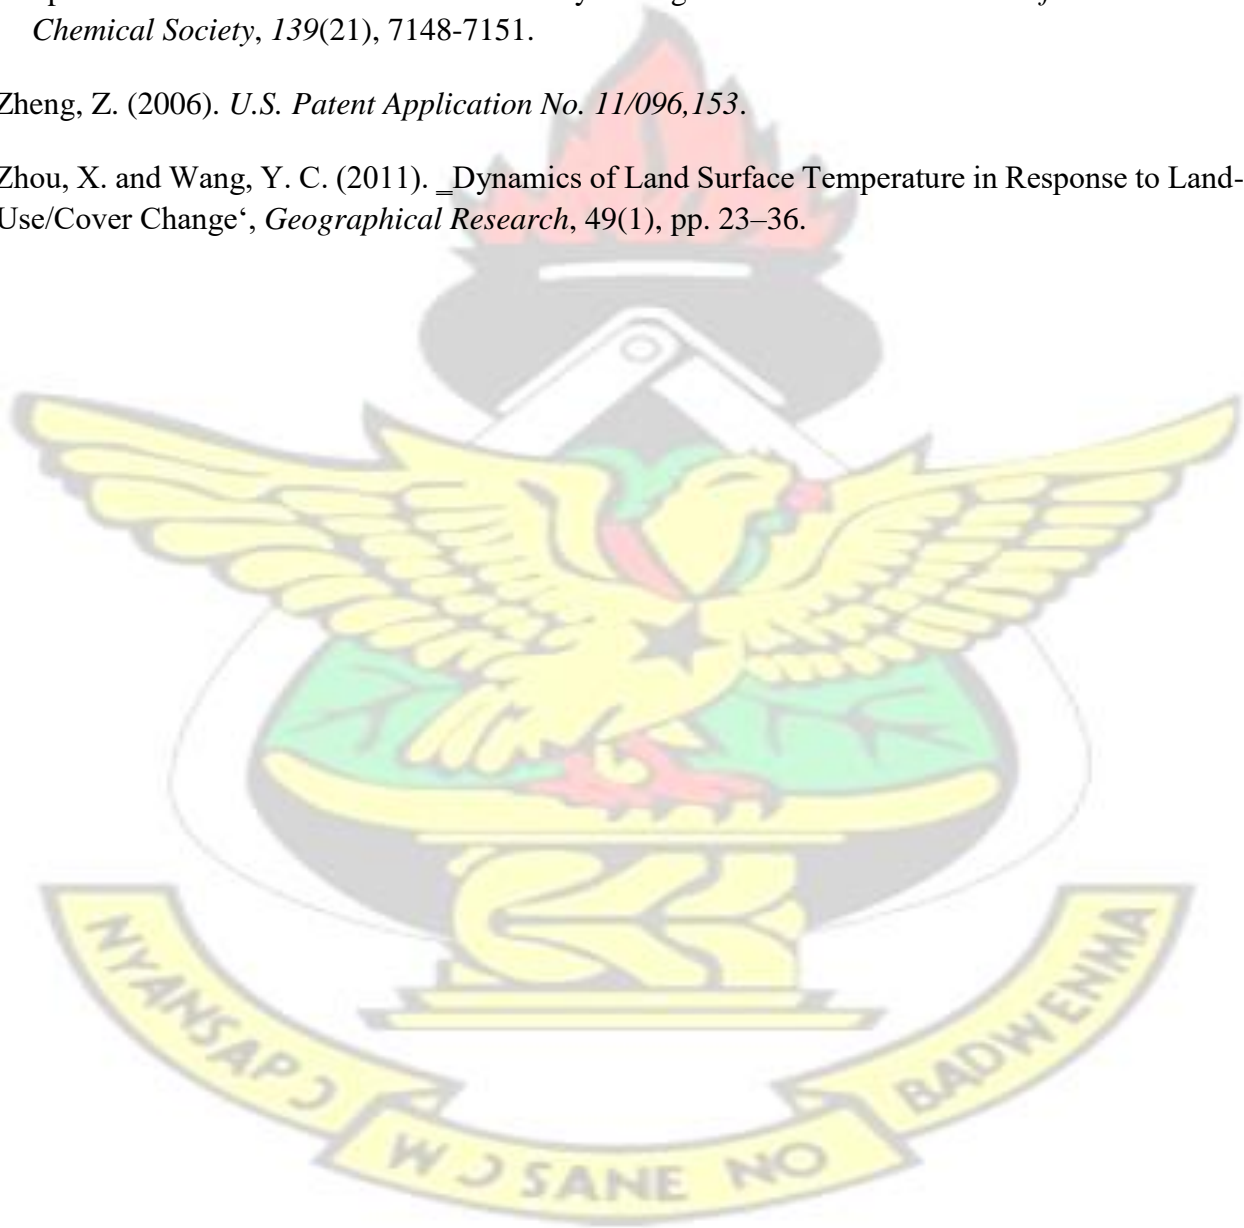 Chemical Society, 139(21), 7148-7151.
Zheng, Z. (2006). U.S. Patent Application No. 11/096,153.
Zhou, X. and Wang, Y. C. (2011). ‗Dynamics of Land Surface Temperature in Response to Land-
Use/Cover Change‘, Geographical Research, 49(1), pp. 23–36.
NYANSAPƆ
WƆ SANE NO
BADWENMA